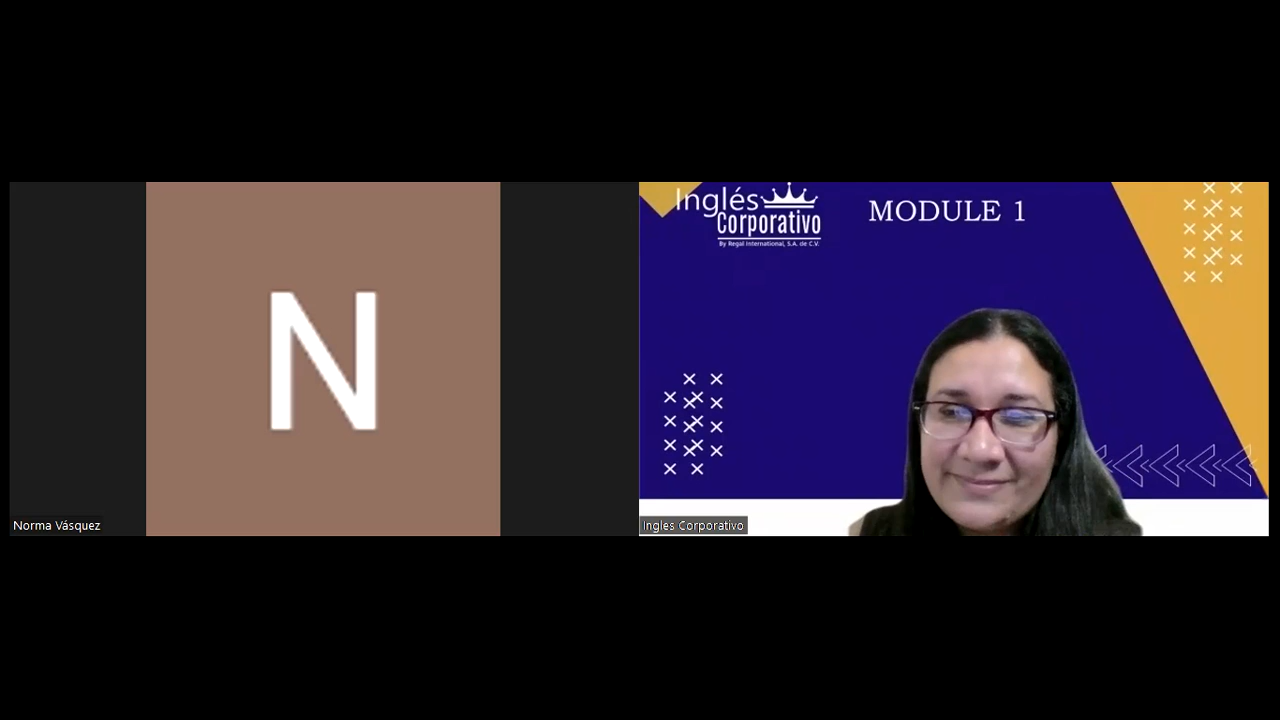 N
Norma Vásquez
Inglés
Corporativo
By Regal International, S.A. de C.V.
MODULE 1
Ingles Corporativo